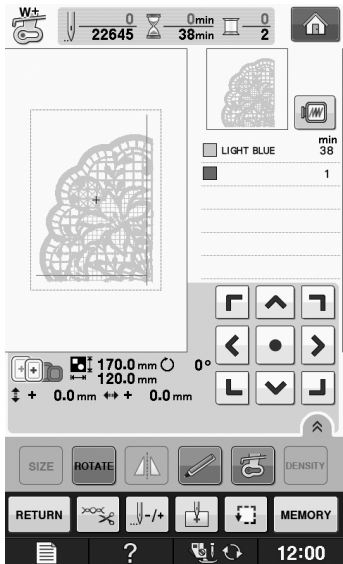 W+ 0 0min 0
22645 38min 2
min
LIGHT BLUE 38
1
170.0 mm 0°
120.0 mm
+ 0.0 mm + 0.0 mm
SIZE ROTATE DENSITY
RETURN -/+ MEMORY
? 12:00